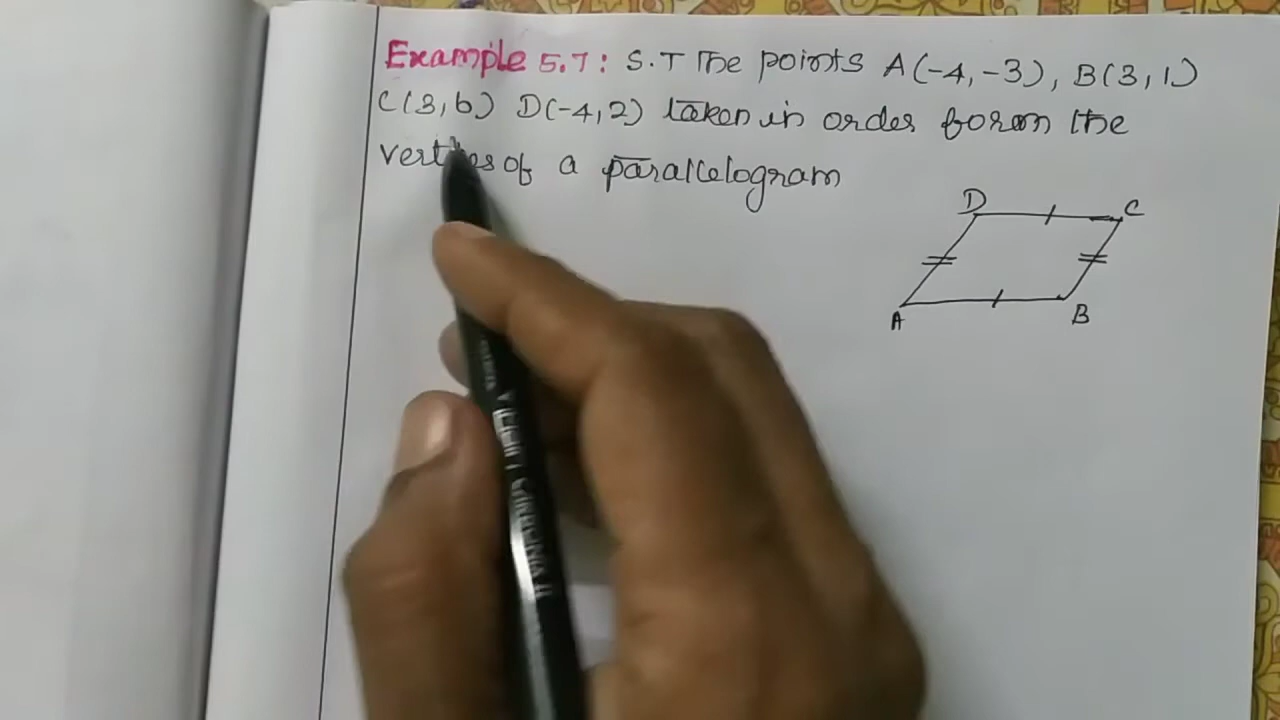 Example 5.7: S.T The points A(-4,-3), B(3,1)
C(3,6) D(-4,2) taken in order form the
vertices of a parallelogram
D C
A B